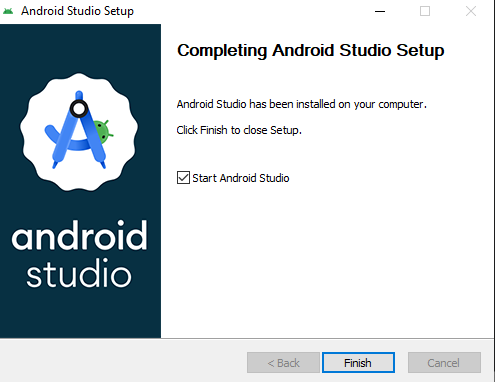 Android Studio Setup
Completing Android Studio Setup
Android Studio has been installed on your computer.
Click Finish to close Setup.
Start Android Studio
android
studio
< Back
Finish
Cancel